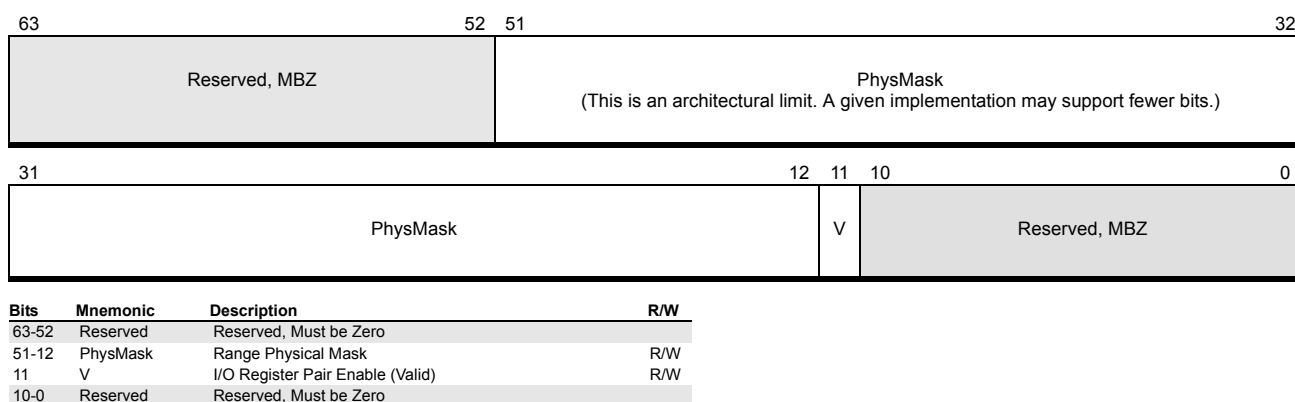 63 52 51 32
Reserved, MBZ PhysMask
(This is an architectural limit. A given implementation may support fewer bits.)
31 12 11 10 0
PhysMask V Reserved, MBZ
Bits Mnemonic Description R/W
63-52 Reserved Reserved, Must be Zero
51-12 PhysMask Range Physical Mask R/W
11 V I/O Register Pair Enable (Valid) R/W
10-0 Reserved Reserved, Must be Zero